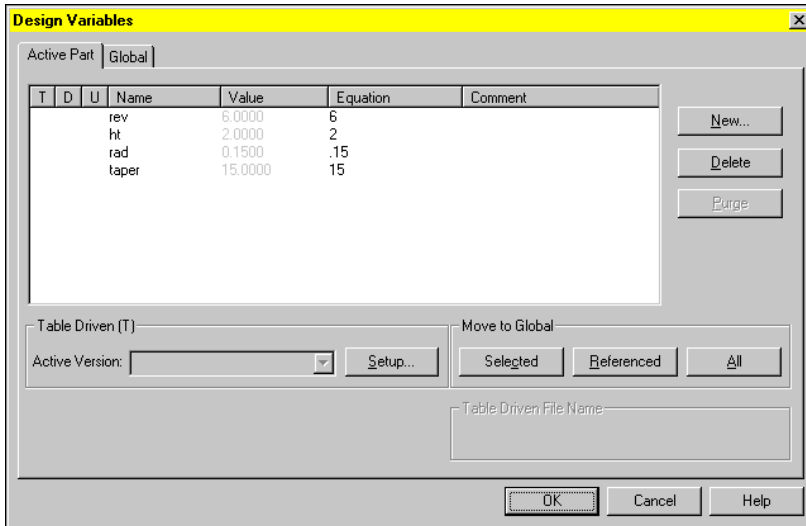 Design Variables
Active Part Global
T D U Name Value Equation Comment
rev 6.0000 6
ht 2.0000 2
rad 0.1500 .15
taper 15.0000 15
New...
Delete
Purge
Table Driven (T)
Active Version: Setup...
Move to Global
Selected Referenced All
Table Driven File Name
OK Cancel Help